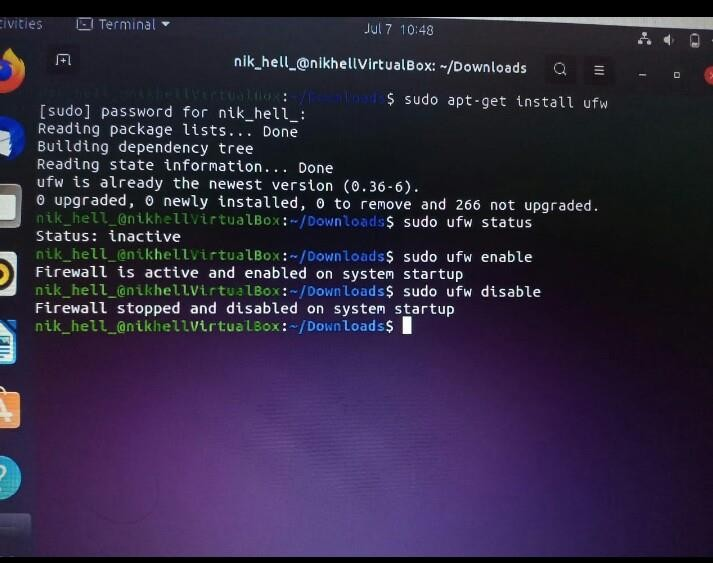 tivities
Terminal
Jul 7 10:48
nik_hell_@nikhellVirtualBox: ~/Downloads
nik_hell_@nikhellVirtualBox:~/Downloads$ sudo apt-get install ufw
[sudo] password for nik_hell_:
Reading package lists... Done
Building dependency tree
Reading state information... Done
ufw is already the newest version (0.36-6).
0 upgraded, 0 newly installed, 0 to remove and 266 not upgraded.
nik_hell_@nikhellVirtualBox:~/Downloads$ sudo ufw status
Status: inactive
nik_hell_@nikhellVirtualBox:~/Downloads$ sudo ufw enable
Firewall is active and enabled on system startup
nik_hell_@nikhellVirtualBox:~/Downloads$ sudo ufw disable
Firewall stopped and disabled on system startup
nik_hell_@nikhellVirtualBox:~/Downloads$